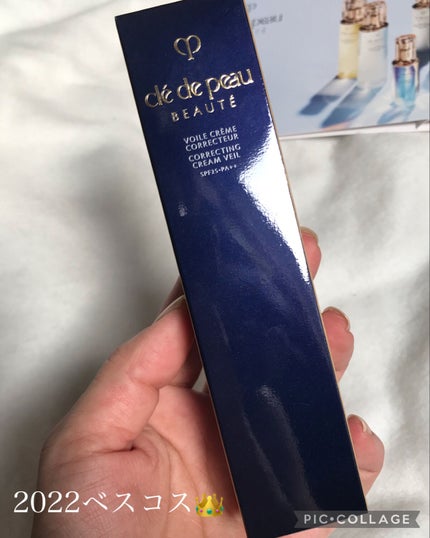 clé de peau
BEAUTÉ
VOILE CRÈME
CORRECTEUR
CORRECTING
CREAM VEIL
SPF25・PA++
2022ベスコス👑
PIC•COLLAGE